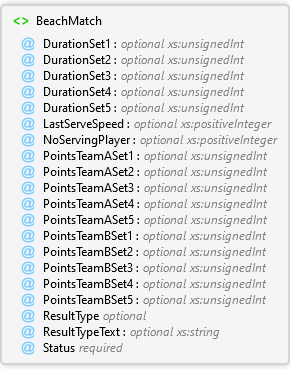 <> BeachMatch
@ DurationSet1 : optional xs:unsignedInt
@ DurationSet2 : optional xs:unsignedInt
@ DurationSet3 : optional xs:unsignedInt
@ DurationSet4 : optional xs:unsignedInt
@ DurationSet5 : optional xs:unsignedInt
@ LastServeSpeed : optional xs:positiveInteger
@ NoServingPlayer : optional xs:positiveInteger
@ PointsTeamASet1 : optional xs:unsignedInt
@ PointsTeamASet2 : optional xs:unsignedInt
@ PointsTeamASet3 : optional xs:unsignedInt
@ PointsTeamASet4 : optional xs:unsignedInt
@ PointsTeamASet5 : optional xs:unsignedInt
@ PointsTeamBSet1 : optional xs:unsignedInt
@ PointsTeamBSet2 : optional xs:unsignedInt
@ PointsTeamBSet3 : optional xs:unsignedInt
@ PointsTeamBSet4 : optional xs:unsignedInt
@ PointsTeamBSet5 : optional xs:unsignedInt
@ ResultType optional
@ ResultTypeText : optional xs:string
@ Status required